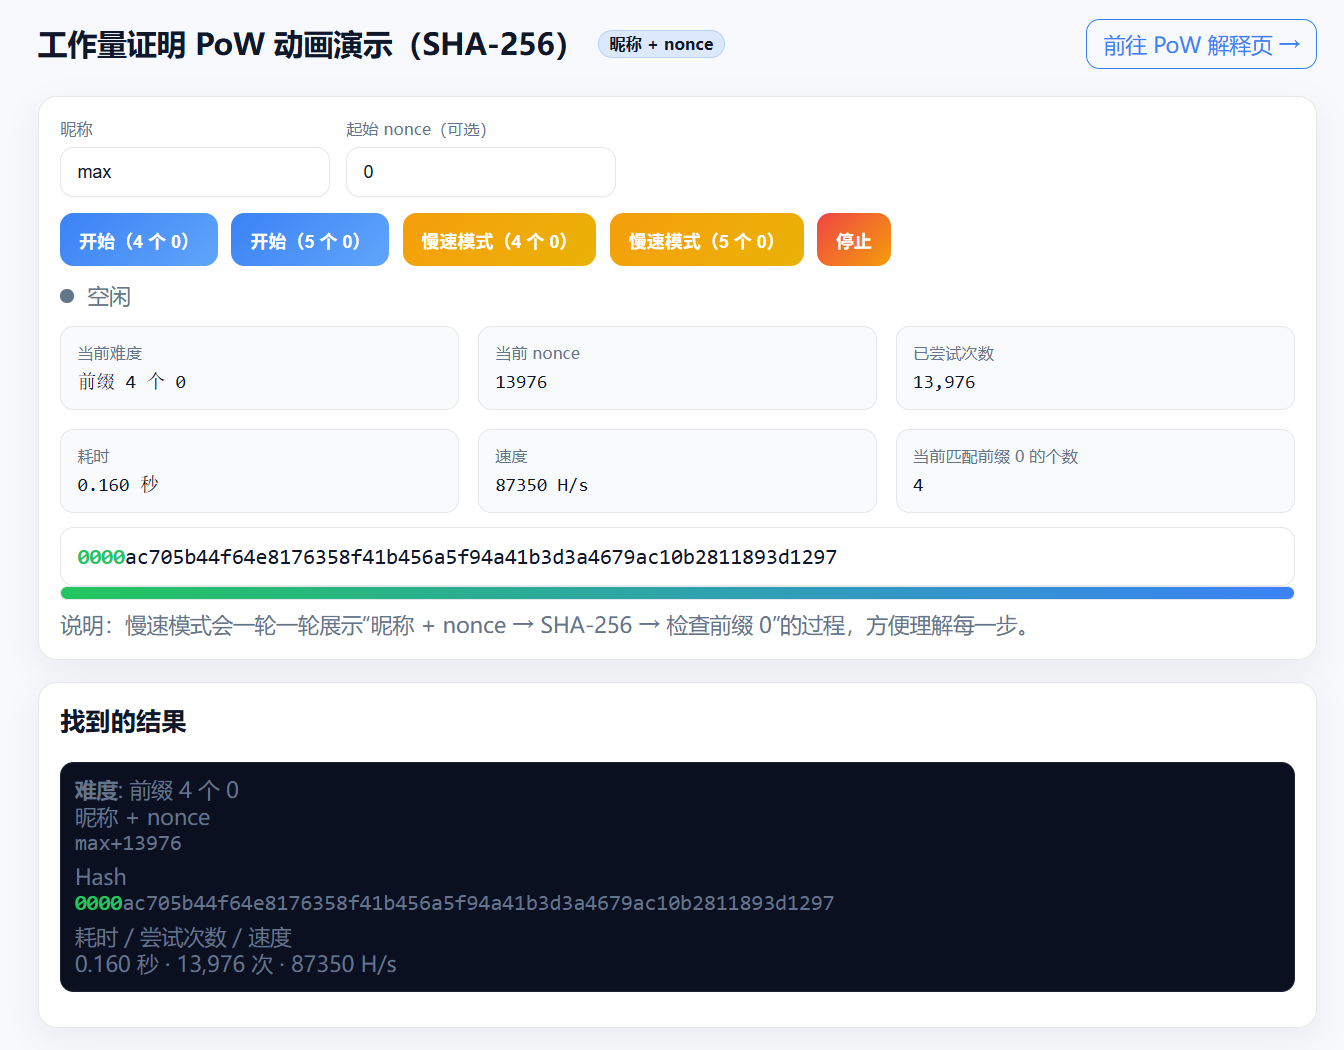 工作量证明 PoW 动画演示（SHA-256）
昵称 + nonce
前往 PoW 解释页 →
昵称
起始 nonce（可选）
max
0
开始（4 个 0）
开始（5 个 0）
慢速模式（4 个 0）
慢速模式（5 个 0）
停止
空闲
当前难度
前缀 4 个 0
当前 nonce
13976
已尝试次数
13,976
耗时
0.160 秒
速度
87350 H/s
当前匹配前缀 0 的个数
4
0000ac705b44f64e8176358f41b456a5f94a41b3d3a4679ac10b2811893d1297
说明：慢速模式会一轮一轮展示“昵称 + nonce → SHA-256 → 检查前缀 0”的过程，方便理解每一步。
找到的结果
难度: 前缀 4 个 0
昵称 + nonce
max+13976
Hash
0000ac705b44f64e8176358f41b456a5f94a41b3d3a4679ac10b2811893d1297
耗时 / 尝试次数 / 速度
0.160 秒 · 13,976 次 · 87350 H/s